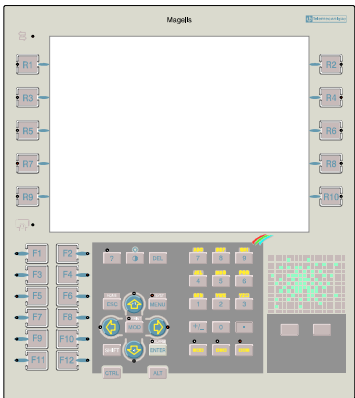 Magelis
R1 R2
R3 R4
R5 R6
R7 R8
R9 R10
F1 F2
? DEL 7 8 9
F3 F4
4 5 6
F5 F6
ESC MENU 1 2 3
F7 F8
MOD +/- 0 .
F9 F10
SHIFT ENTER
F11 F12
CTRL ALT